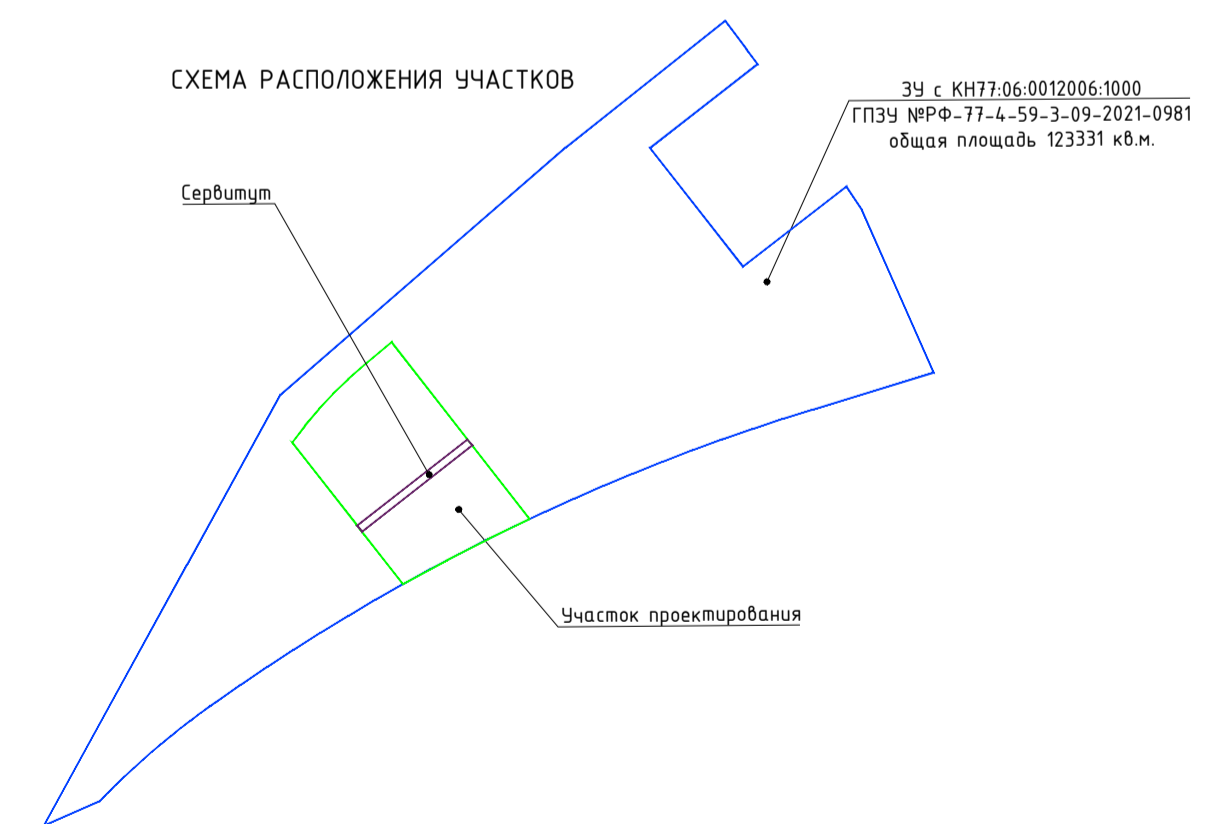 СХЕМА РАСПОЛОЖЕНИЯ УЧАСТКОВ
ЗУ с КН77:06:0012006:1000
ГПЗУ №РФ-77-4-59-3-09-2021-0981
общая площадь 123331 кв.м.
Сервитут
Участок проектирования